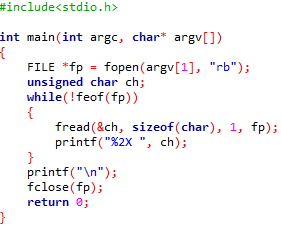 #include<stdio.h>
int main(int argc, char* argv[])
{
FILE *fp = fopen(argv[1], "rb");
unsigned char ch;
while(!feof(fp))
{
fread(&ch, sizeof(char), 1, fp);
printf("%2X ", ch);
}
printf("\n");
fclose(fp);
return 0;
}